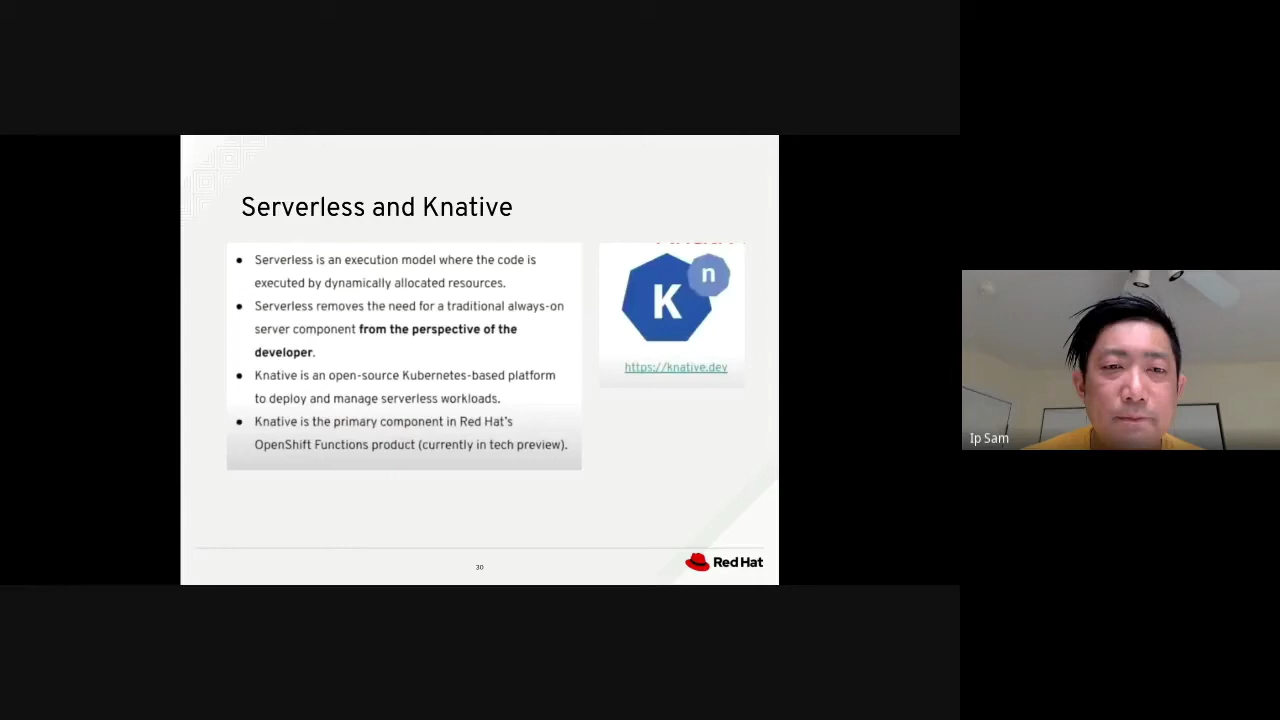 Serverless and Knative
● Serverless is an execution model where the code is
executed by dynamically allocated resources.
● Serverless removes the need for a traditional always-on
server component from the perspective of the
developer.
● Knative is an open-source Kubernetes-based platform
to deploy and manage serverless workloads.
● Knative is the primary component in Red Hat's
OpenShift Functions product (currently in tech preview).
K n
https://knative.dev
30
Red Hat
Ip Sam